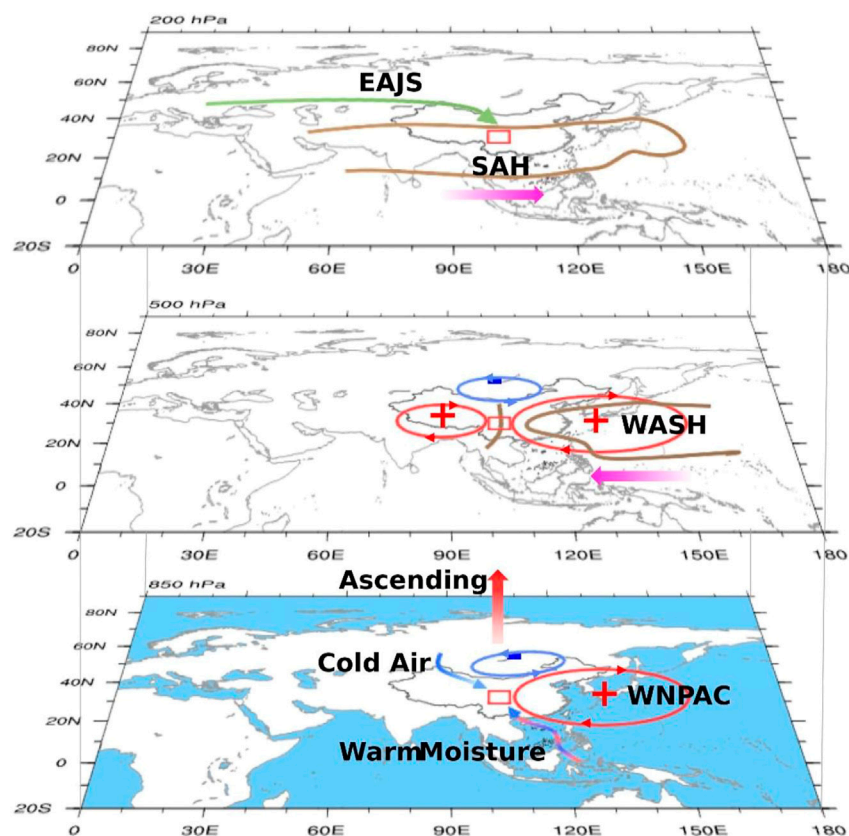 200 hPa
80N
60N
EAJS
40N
20N
SAH
0
20S
0 30E 60E 90E 120E 150E 180
500 hPa
80N
60N
40N
WASH
20N
0
20S
0 30E 60E 90E 120E 150E 180
850 hPa
Ascending
80N
60N
Cold Air
40N
WNPAC
20N
WarmMoisture
0
20S
0 30E 60E 90E 120E 150E 180